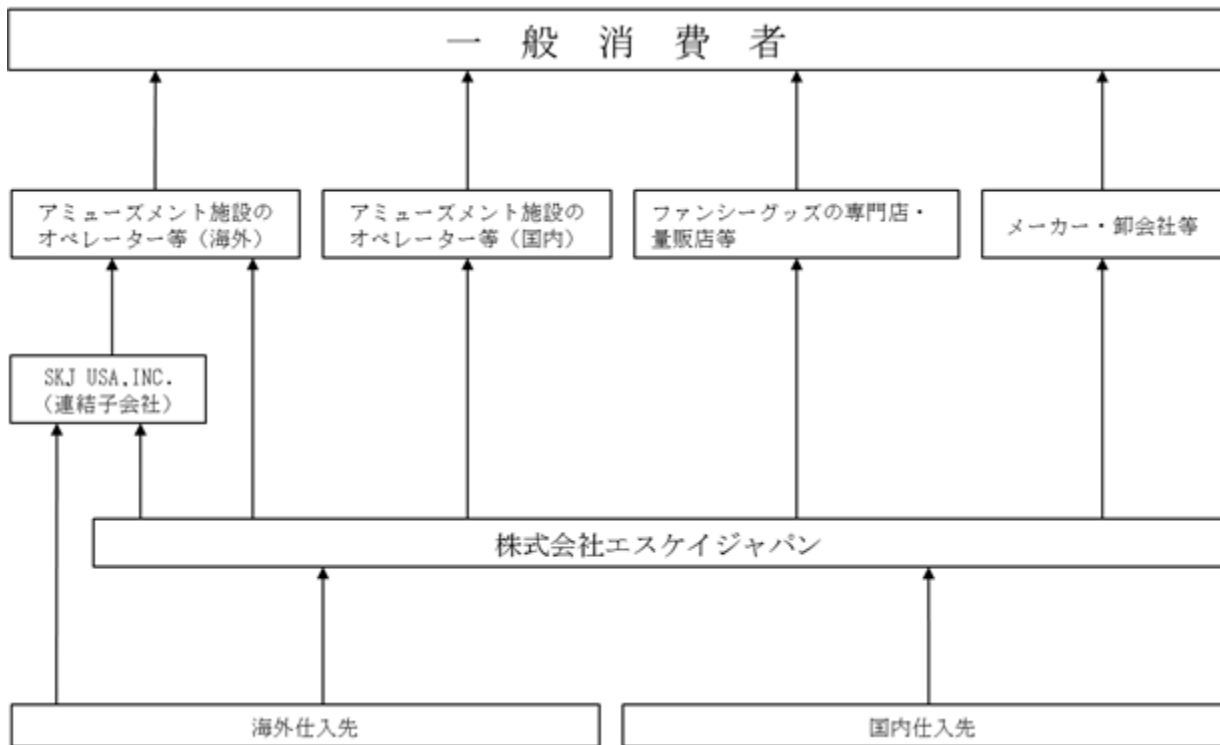 一般消費者
アミューズメント施設の
オペレーター等（海外）
アミューズメント施設の
オペレーター等（国内）
ファンシーグッズの専門店・
量販店等
メーカー・卸会社等
SKJ USA,INC.
（連結子会社）
株式会社エスケイジャパン
海外仕入先
国内仕入先